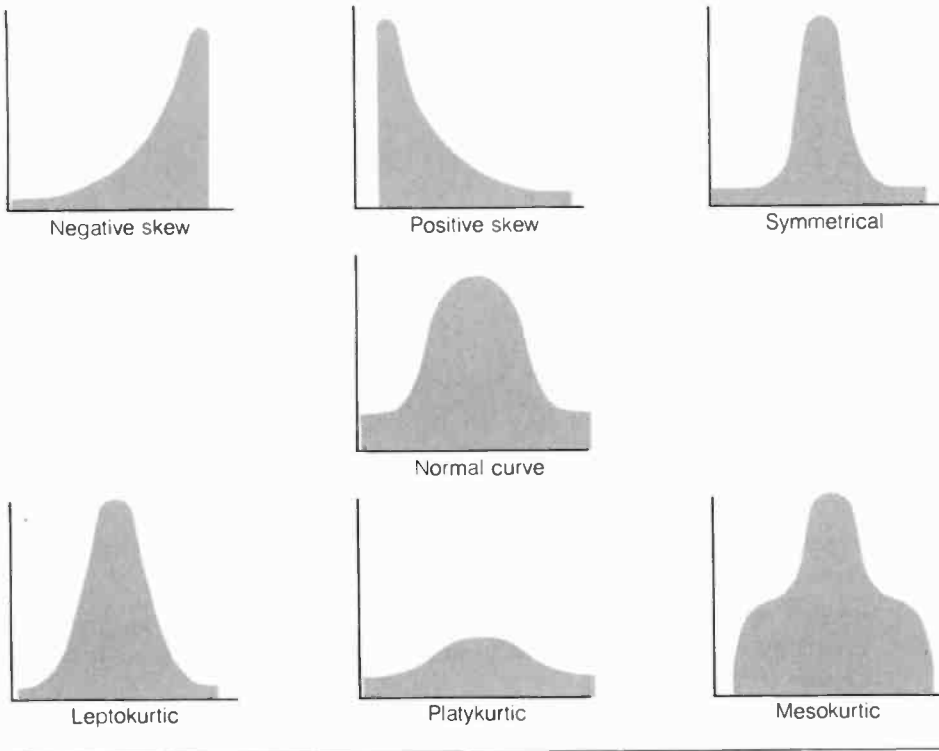 Negative skew
Positive skew
Symmetrical
Normal curve
Leptokurtic
Platykurtic
Mesokurtic